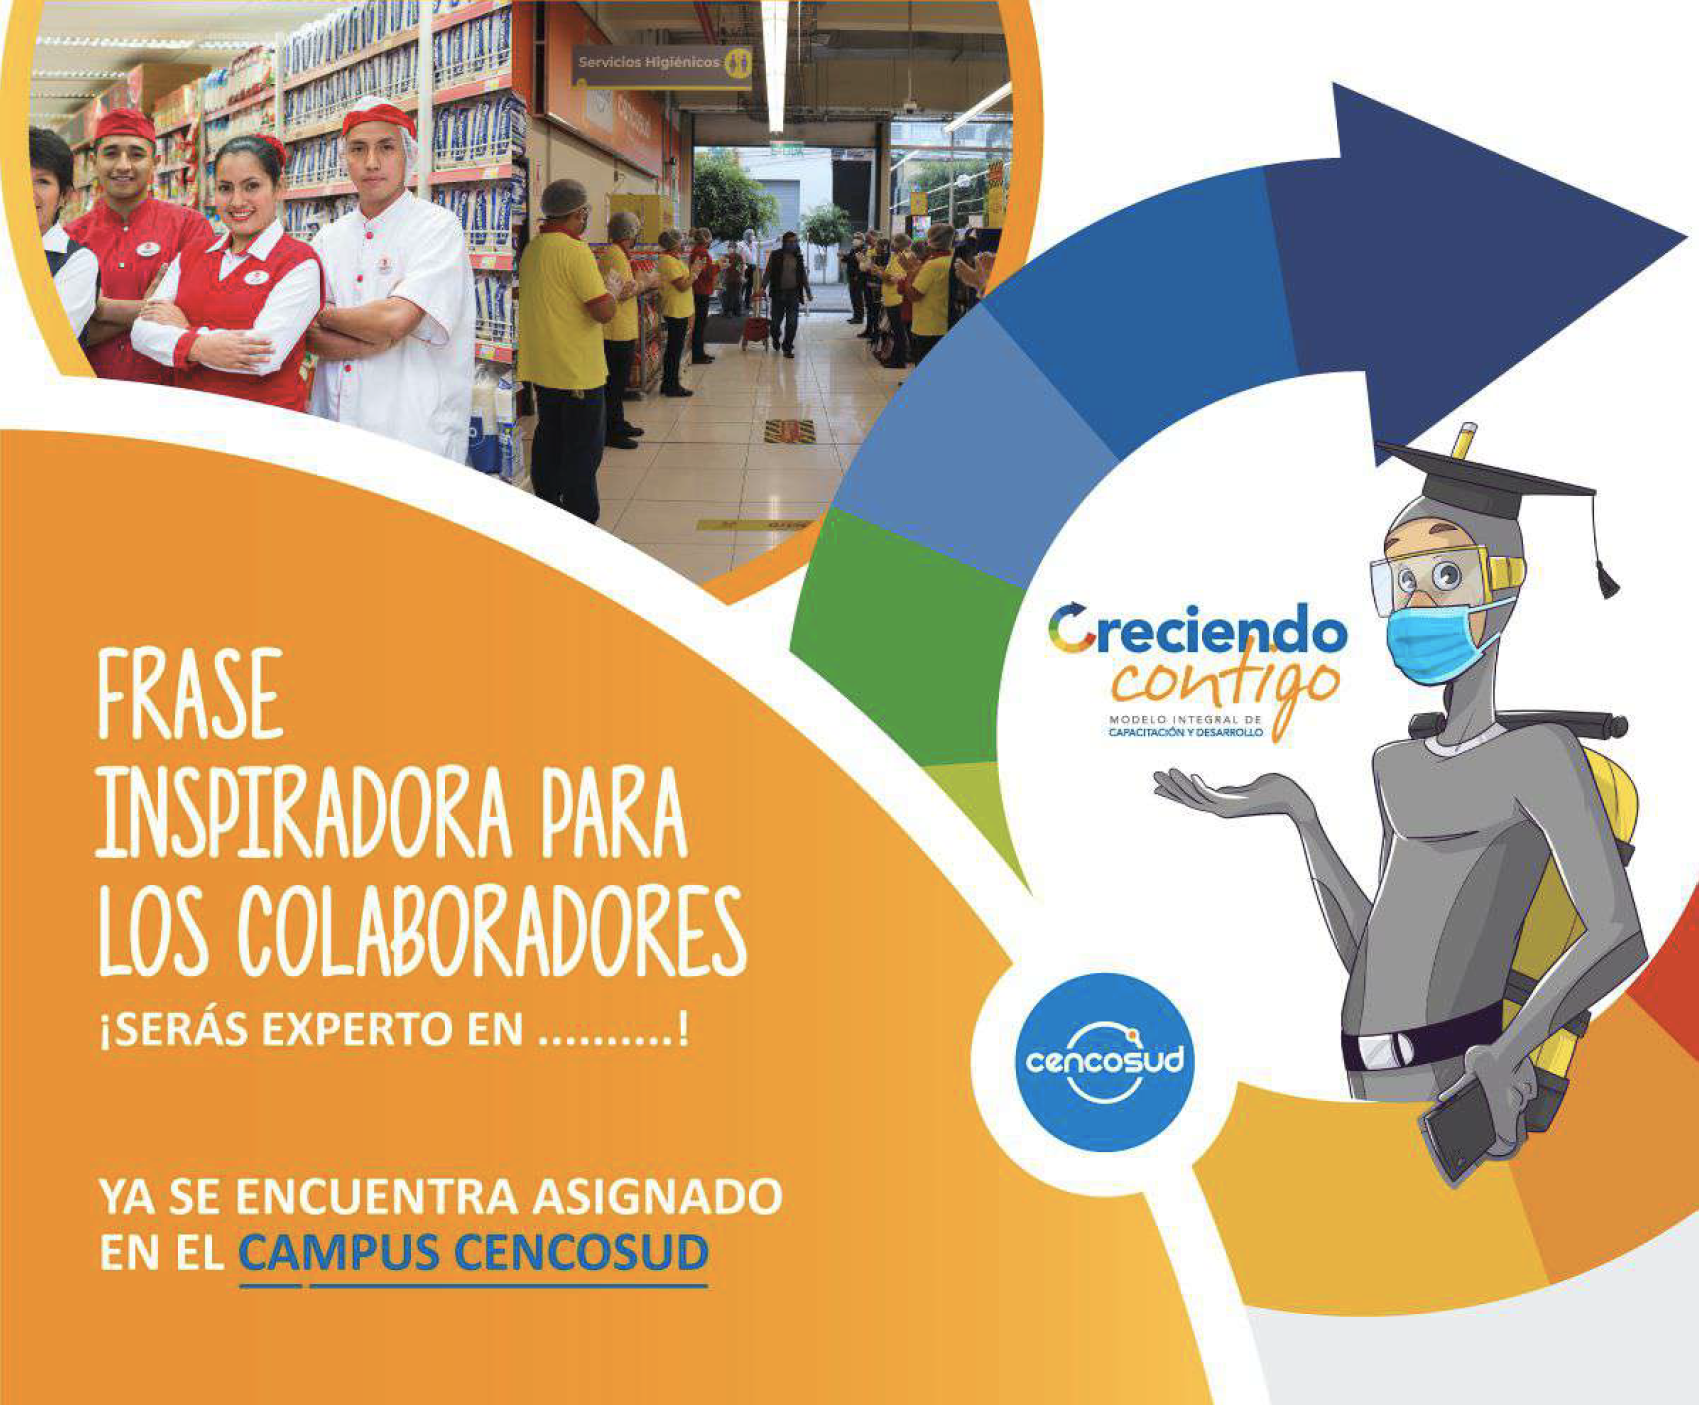 Servicios Higiénicos
cencosud
Creciendo
contigo
MODELO INTEGRAL DE
CAPACITACIÓN Y DESARROLLO
FRASE
INSPIRADORA PARA
LOS COLABORADORES
¡SERÁS EXPERTO EN ..........!
cencosud
YA SE ENCUENTRA ASIGNADO
EN EL CAMPUS CENCOSUD